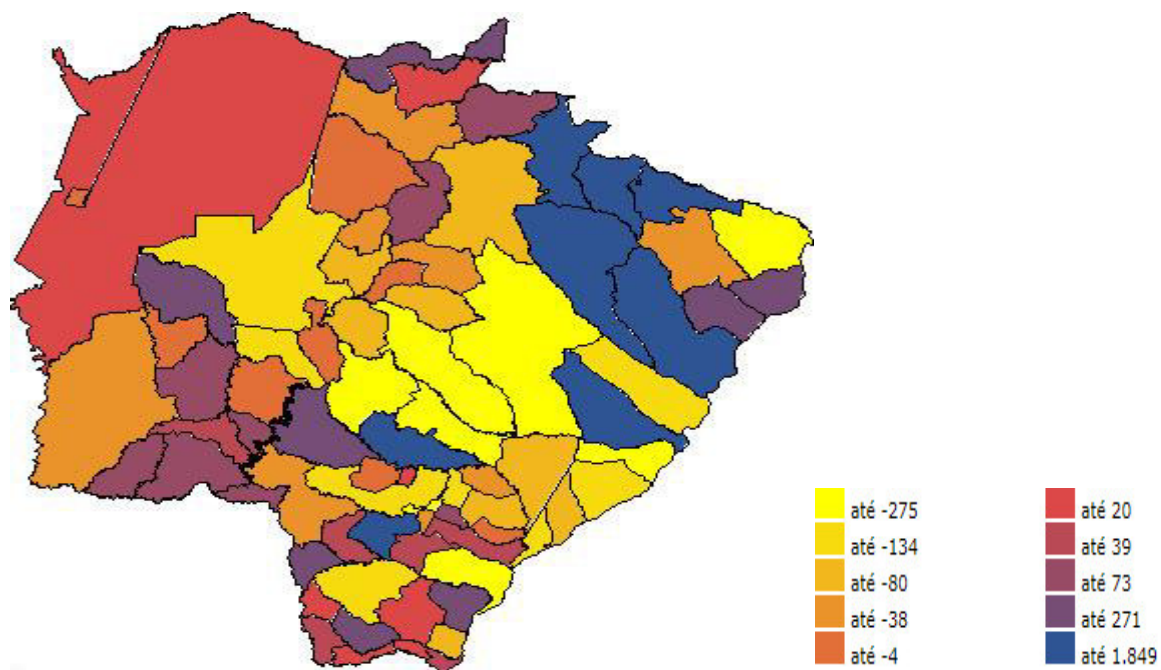 até -275
até -134
até -80
até -38
até -4
até 20
até 39
até 73
até 271
até 1.849